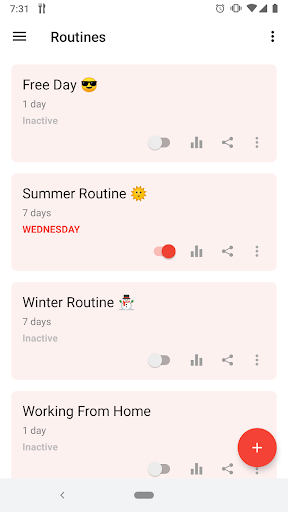 7:31
Routines
Free Day 😎
1 day
Inactive
Summer Routine 🌞
7 days
WEDNESDAY
Winter Routine ⛄
7 days
Inactive
Working From Home
1 day
Inactive